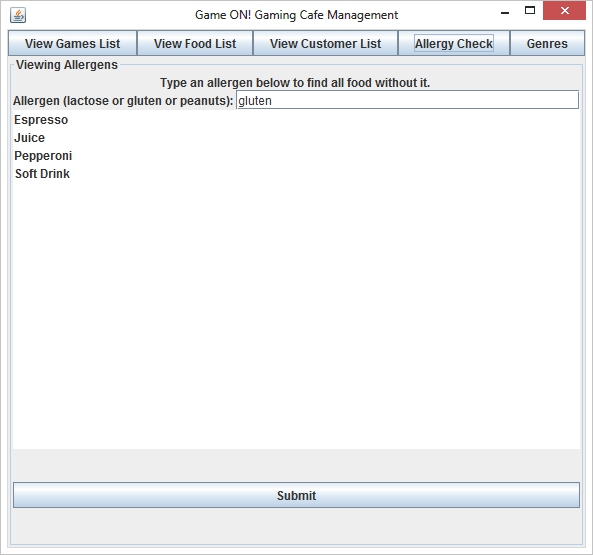 Game ON! Gaming Cafe Management
View Games List View Food List View Customer List Allergy Check Genres
Viewing Allergens
Type an allergen below to find all food without it.
Allergen (lactose or gluten or peanuts): gluten
Espresso
Juice
Pepperoni
Soft Drink
Submit